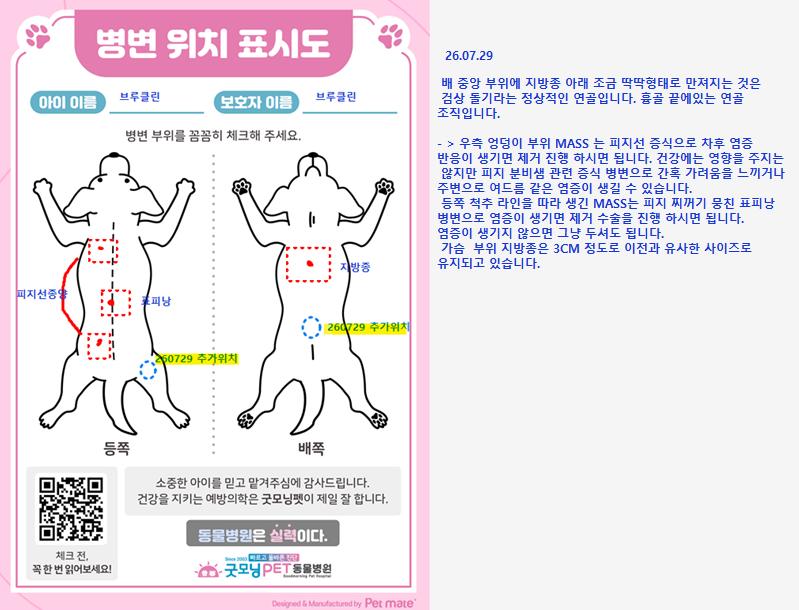 병변 위치 표시도
아이 이름
브루클린
보호자 이름
브루클린
병변 부위를 꼼꼼히 체크해 주세요.
피지선종양
표피낭
260729 추가위치
등쪽
지방종
260729 추가위치
배쪽
체크 전,
꼭 한 번 읽어보세요!
소중한 아이를 믿고 맡겨주심에 감사드립니다.
건강을 지키는 예방의학은 굿모닝펫이 제일 잘 합니다.
동물병원은 실력이다.
Since 2003 빠르고 올바른 진단
굿모닝PET동물병원
Goodmorning Pet Hospital
Designed & Manufactured by Pet mate
26.07.29
배 중앙 부위에 지방종 아래 조금 딱딱형태로 만져지는 것은
검상 돌기라는 정상적인 연골입니다. 흉골 끝에있는 연골
조직입니다.
- > 우측 엉덩이 부위 MASS 는 피지선 증식으로 차후 염증
반응이 생기면 제거 진행 하시면 됩니다. 건강에는 영향을 주지는
않지만 피지 분비샘 관련 증식 병변으로 간혹 가려움을 느끼거나
주변으로 여드름 같은 염증이 생길 수 있습니다.
등쪽 척추 라인을 따라 생긴 MASS는 피지 찌꺼기 뭉친 표피낭
병변으로 염증이 생기면 제거 수술을 진행 하시면 됩니다.
염증이 생기지 않으면 그냥 두셔도 됩니다.
가슴 부위 지방종은 3CM 정도로 이전과 유사한 사이즈로
유지되고 있습니다.